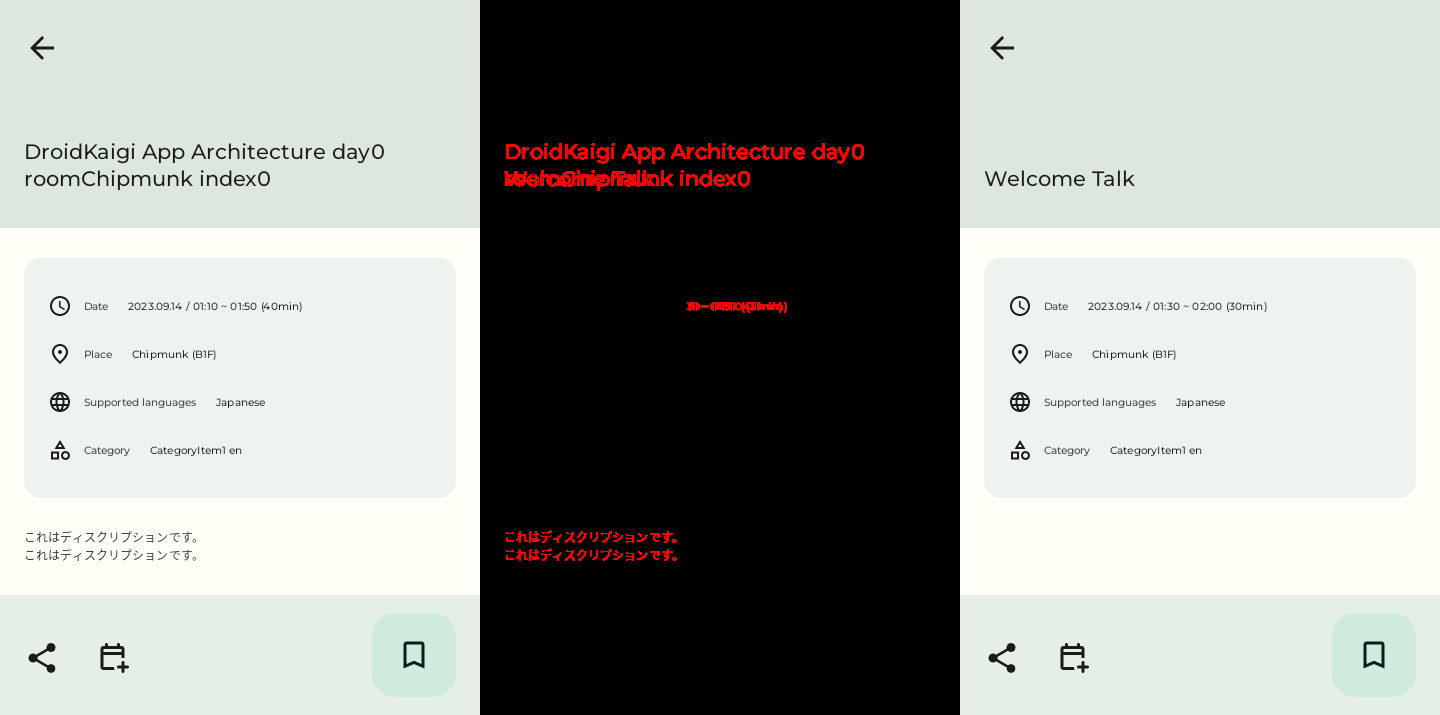 DroidKaigi App Architecture day0
roomChipmunk index0
Date 2023.09.14 / 01:10 ~ 01:50 (40min)
Place Chipmunk (B1F)
Supported languages Japanese
Category CategoryItem1 en
これはディスクリプションです。
これはディスクリプションです。
DroidKaigi App Architecture day0
index0
これはディスクリプションです。
これはディスクリプションです。
Welcome Talk
Date 2023.09.14 / 01:30 ~ 02:00 (30min)
Place Chipmunk (B1F)
Supported languages Japanese
Category CategoryItem1 en